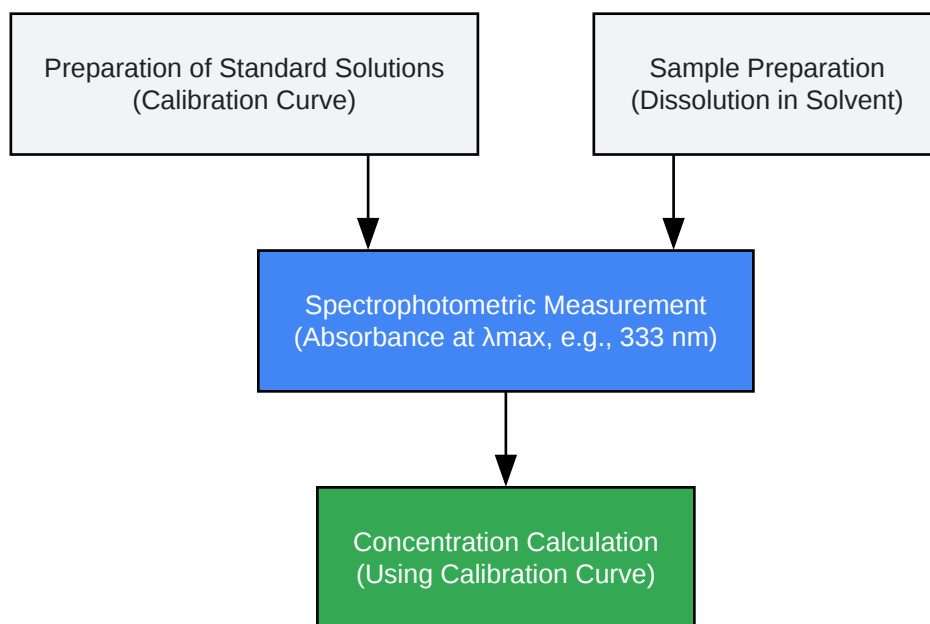 Preparation of Standard Solutions
(Calibration Curve)
Sample Preparation
(Dissolution in Solvent)
Spectrophotometric Measurement
(Absorbance at λmax, e.g., 333 nm)
Concentration Calculation
(Using Calibration Curve)